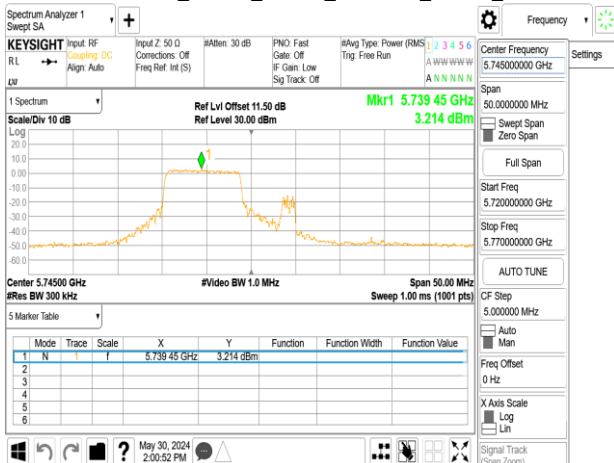 Spectrum Analyzer 1
Swept SA
+
Frequency
KEYSIGHT
Input: RF
Input Z: 50 Ω
#Atten: 30 dB
PNO: Fast
#Avg Type: Power (RMS
1 2 3 4 5 6
RL
Coupling: DC
Corrections: Off
Gate: Off
Trig: Free Run
A W W W W W
Align: Auto
Freq Ref: Int (S)
IF Gain: Low
Sig Track: Off
A N N N N N
LXI
Center Frequency
5.745000000 GHz
Settings
Span
50.0000000 MHz
Swept Span
Zero Span
Full Span
Start Freq
5.720000000 GHz
Stop Freq
5.770000000 GHz
AUTO TUNE
CF Step
5.000000 MHz
Auto
Man
Freq Offset
0 Hz
X Axis Scale
Log
Lin
Signal Track
(Span Zoom)
1 Spectrum
Ref Lvl Offset 11.50 dB
Mkr1 5.739 45 GHz
Scale/Div 10 dB
Ref Level 30.00 dBm
3.214 dBm
Log
20.0
10.0
1
0.00
-10.0
-20.0
-30.0
-40.0
-50.0
-60.0
Center 5.74500 GHz
#Video BW 1.0 MHz
Span 50.00 MHz
#Res BW 300 kHz
Sweep 1.00 ms (1001 pts)
5 Marker Table
Mode Trace Scale X Y Function Function Width Function Value
1 N 1 f 5.739 45 GHz 3.214 dBm
2
3
4
5
6
?
May 30, 2024
2:00:52 PM